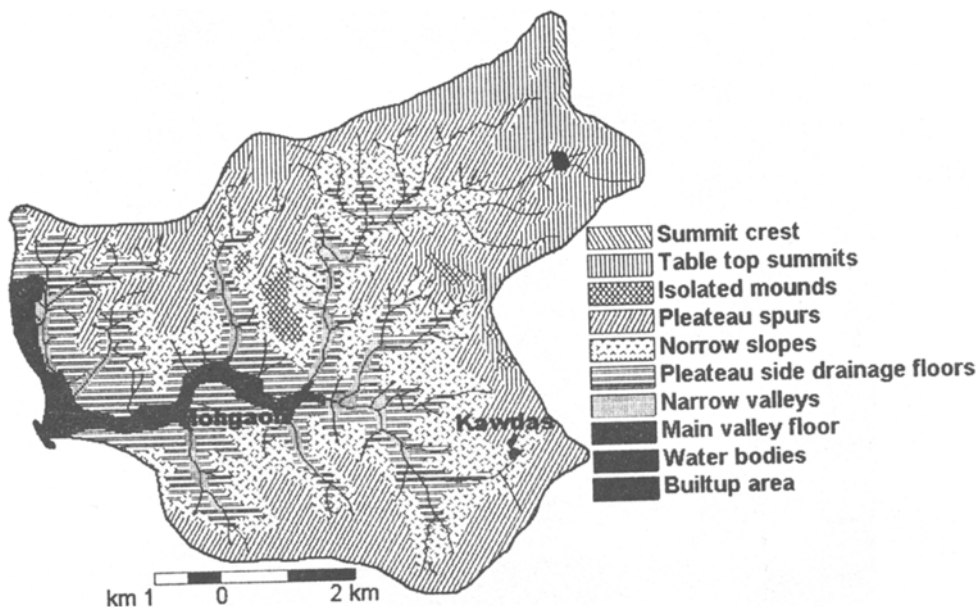 Summit crest
Table top summits
Isolated mounds
Pleateau spurs
Norrow slopes
Pleateau side drainage floors
Narrow valleys
Kawdas
Main valley floor
Water bodies
Builtup area
km 1 0 2 km